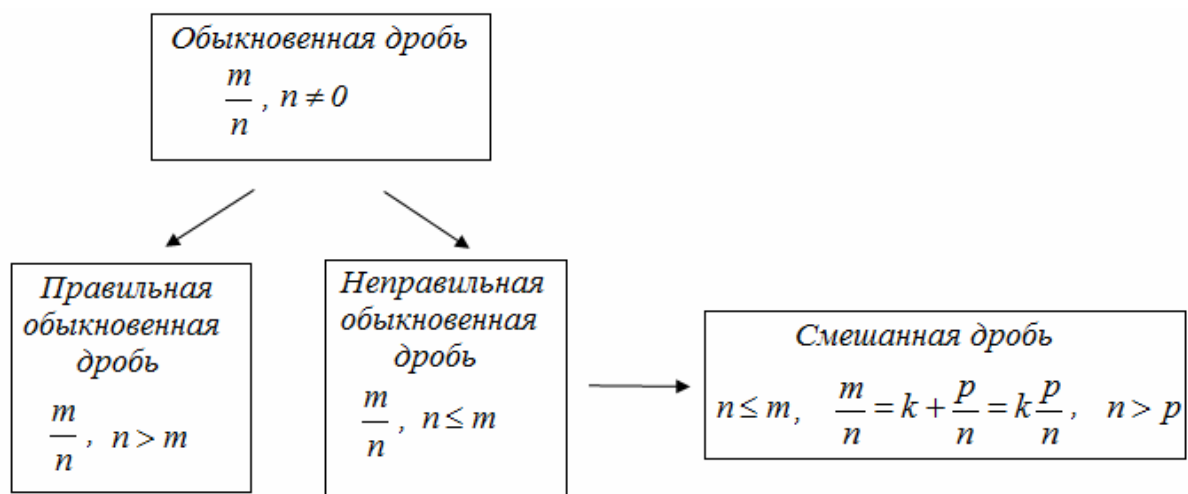 Обыкновенная дробь
m/n , n ≠ 0
Правильная
обыкновенная
дробь
m/n , n > m
Неправильная
обыкновенная
дробь
m/n , n ≤ m
Смешанная дробь
n ≤ m, m/n = k + p/n = k p/n, n > p